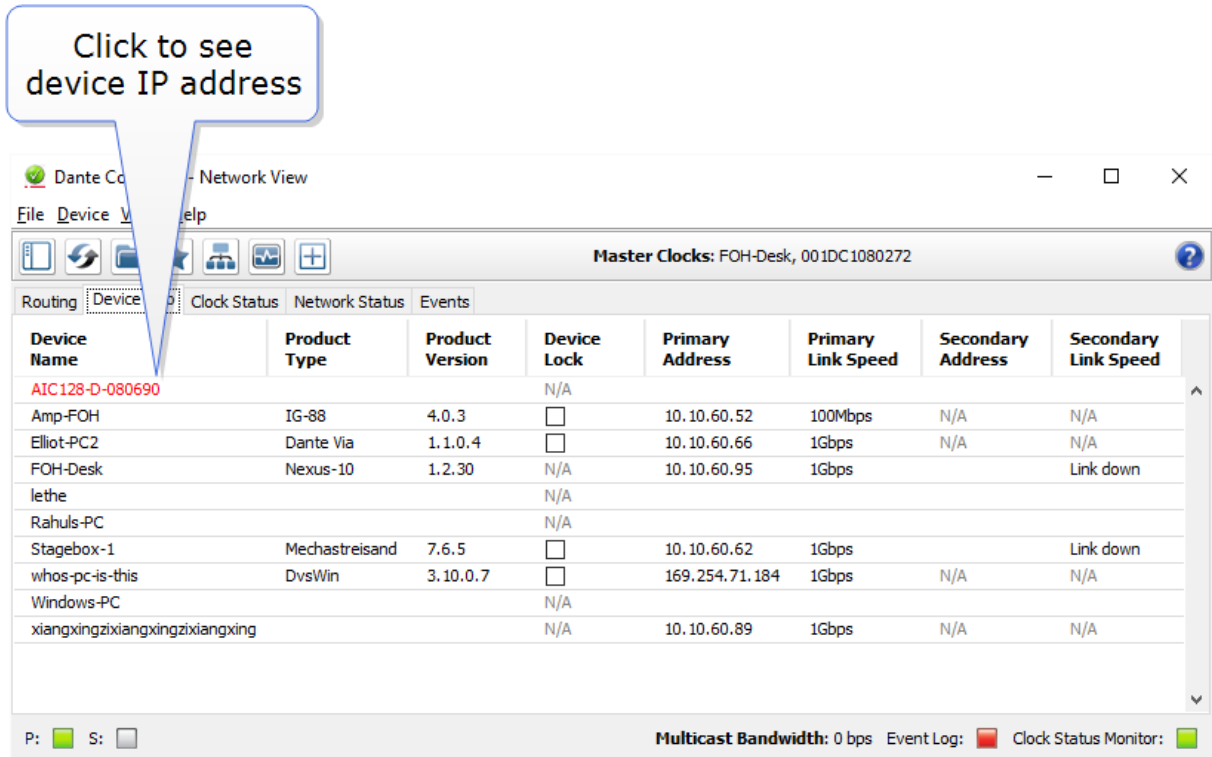 Click to see
device IP address
Dante Co - Network View
File Device V elp
Master Clocks: FOH-Desk, 001DC1080272
Routing Device o Clock Status Network Status Events
Device Name Product Type Product Version Device Lock Primary Address Primary Link Speed Secondary Address Secondary Link Speed
AIC128-D-080690 N/A
Amp-FOH IG-88 4.0.3 10.10.60.52 100Mbps N/A N/A
Elliot-PC2 Dante Via 1.1.0.4 10.10.60.66 1Gbps N/A N/A
FOH-Desk Nexus-10 1.2.30 N/A 10.10.60.95 1Gbps Link down
lethe N/A
Rahuls-PC N/A
Stagebox-1 Mechastreisand 7.6.5 10.10.60.62 1Gbps Link down
whos-pc-is-this DvsWin 3.10.0.7 169.254.71.184 1Gbps N/A N/A
Windows-PC N/A
xiangxingzixiangxingzixiangxing N/A 10.10.60.89 1Gbps N/A N/A
P: S: Multicast Bandwidth: 0 bps Event Log: Clock Status Monitor: